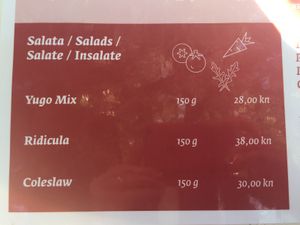 Salata / Salads /
Salate / Insalate
Yugo Mix 150 g 28,00 kn
Ridicula 150 g 38,00 kn
Coleslaw 150 g 30,00 kn